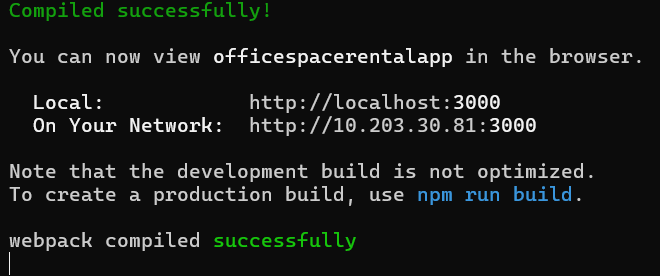 Compiled successfully!
You can now view officespacerentalapp in the browser.
Local: http://localhost:3000
On Your Network: http://10.203.30.81:3000
Note that the development build is not optimized.
To create a production build, use npm run build.
webpack compiled successfully